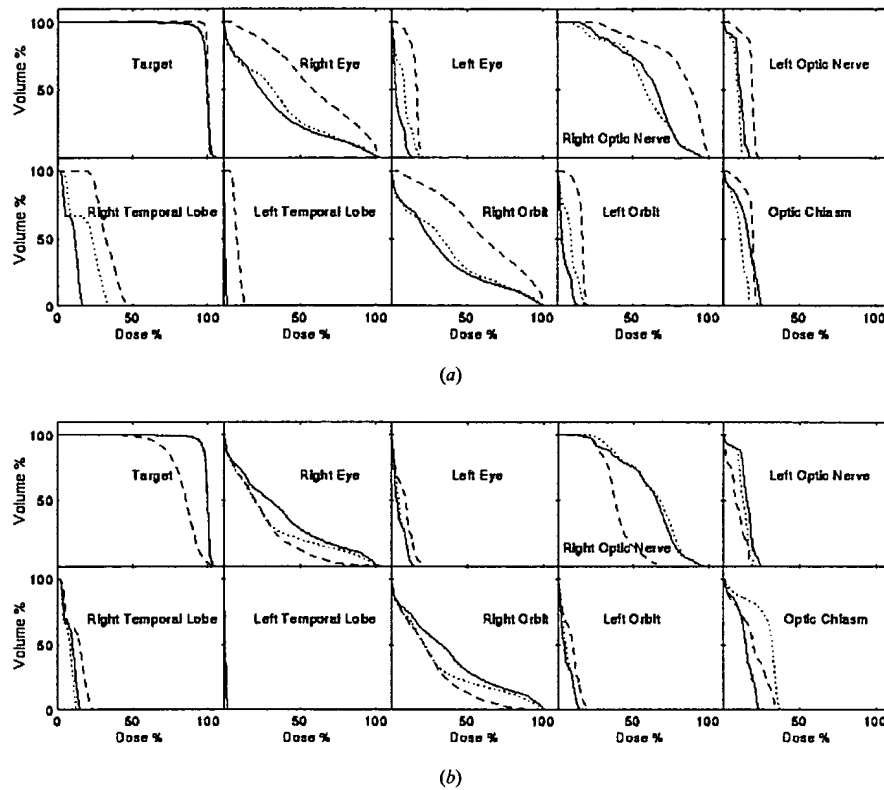 100
Target
Right Eye
Left Eye
Left Optic Nerve
Volume %
50
Right Optic Nerve
100
Right Temporal Lobe
Left Temporal Lobe
Right Orbit
Left Orbit
Optic Chiasm
Volume %
50
0
0 50 100 50 100 50 100 50 100 50 100
Dose % Dose % Dose % Dose % Dose %
(a)
100
Target
Right Eye
Left Eye
Left Optic Nerve
Volume %
50
Right Optic Nerve
100
Right Temporal Lobe
Left Temporal Lobe
Right Orbit
Left Orbit
Optic Chiasm
Volume %
50
0
0 50 100 50 100 50 100 50 100 50 100
Dose % Dose % Dose % Dose % Dose %
(b)